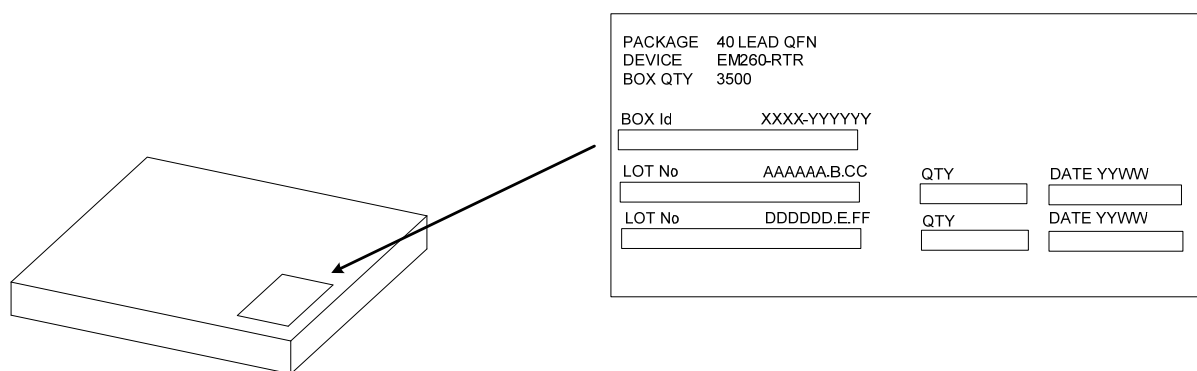 PACKAGE 40 LEAD QFN
DEVICE EM260-RTR
BOX QTY 3500
BOX Id XXXX-YYYYYY
LOT No AAAAAA.B.CC QTY DATE YYWW
LOT No DDDDDD.E.FF QTY DATE YYWW